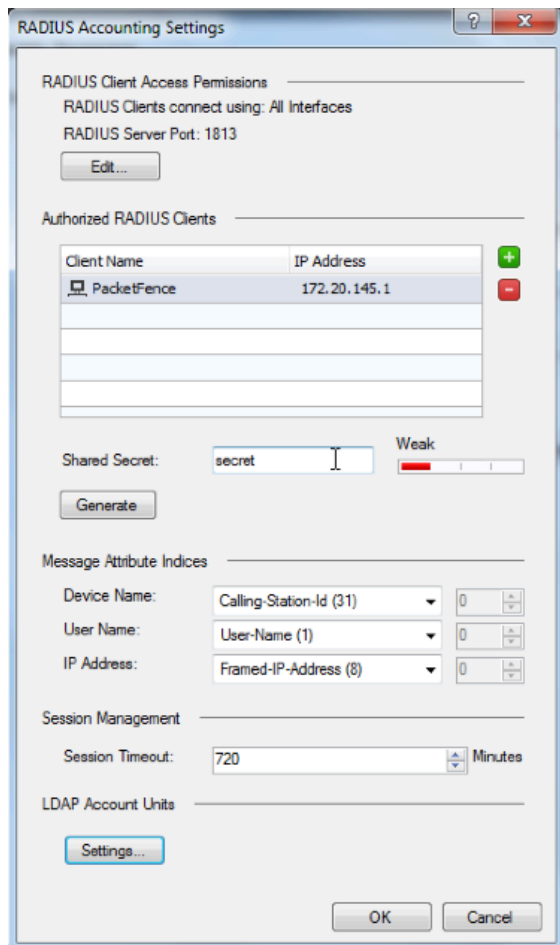 RADIUS Accounting Settings
RADIUS Client Access Permissions
RADIUS Clients connect using: All Interfaces
RADIUS Server Port: 1813
Edit...
Authorized RADIUS Clients
Client Name IP Address
PacketFence 172.20.145.1
Weak
Shared Secret: secret
Generate
Message Attribute Indices
Device Name: Calling-Station-Id (31) 0
User Name: User-Name (1) 0
IP Address: Framed-IP-Address (8) 0
Session Management
Session Timeout: 720 Minutes
LDAP Account Units
Settings...
OK Cancel